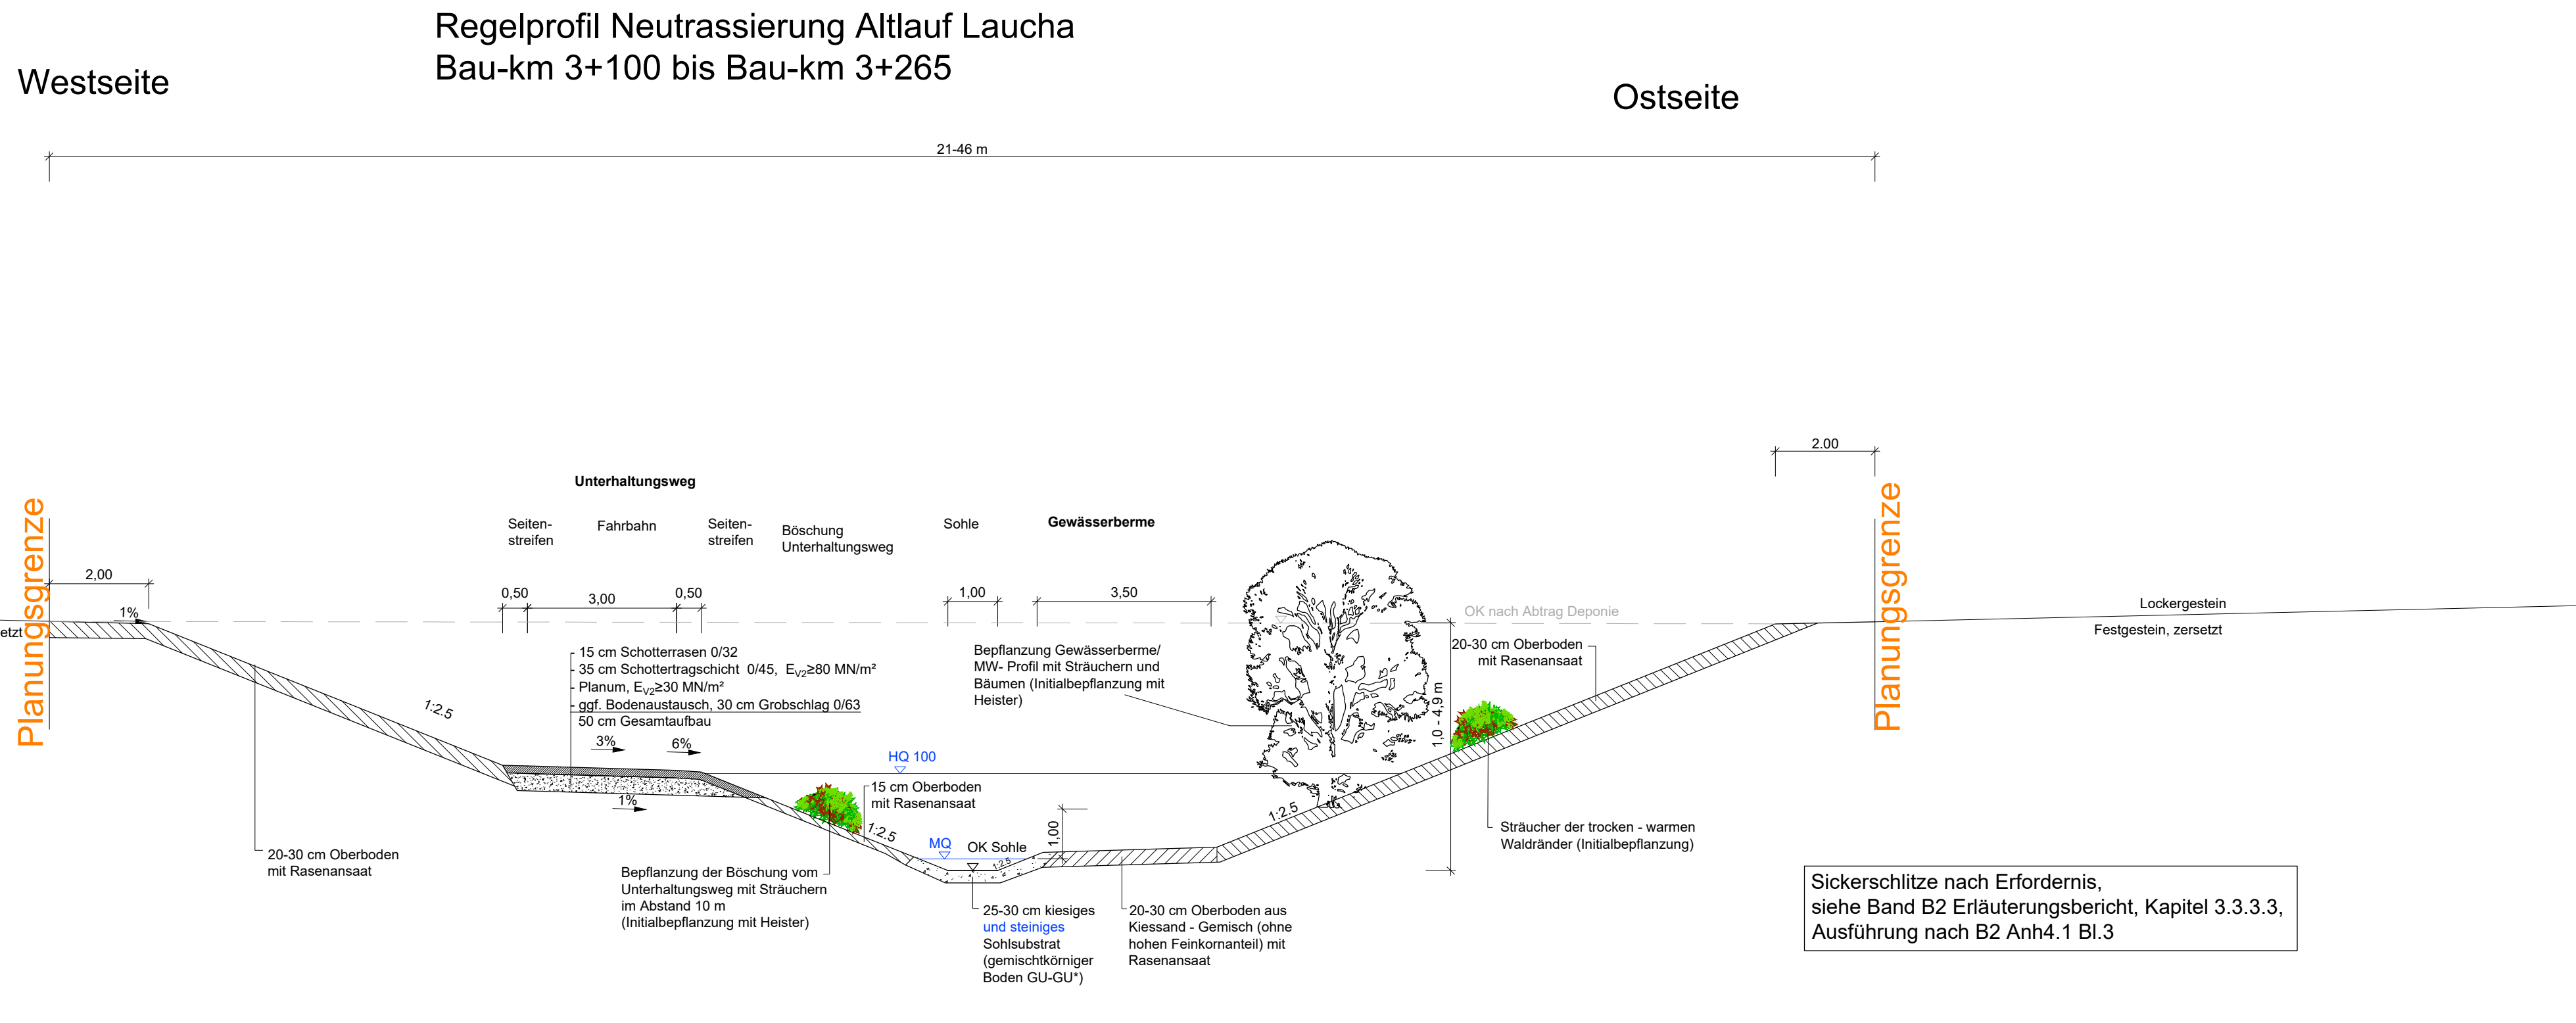 Regelprofil Neutrassierung Altlauf Laucha
Bau-km 3+100 bis Bau-km 3+265
Westseite
Ostseite
21-46 m
2.00
Unterhaltungsweg
Seiten-
streifen
Fahrbahn
Seiten-
streifen
Böschung
Unterhaltungsweg
Sohle
Gewässerberme
Planungsgrenze
Planungsgrenze
2,00
0,50
3,00
0,50
1,00
3,50
1%
etzt
OK nach Abtrag Deponie
Lockergestein
Festgestein, zersetzt
15 cm Schotterrasen 0/32
35 cm Schottertragschicht 0/45, EV2≥80 MN/m²
Planum, EV2≥30 MN/m²
ggf. Bodenaustausch, 30 cm Grobschlag 0/63
50 cm Gesamtaufbau
3%
6%
1%
Bepflanzung Gewässerberme/
MW- Profil mit Sträuchern und
Bäumen (Initialbepflanzung mit
Heister)
20-30 cm Oberboden
mit Rasenansaat
1:2.5
1,0 - 4,9 m
HQ 100
15 cm Oberboden
mit Rasenansaat
1:2.5
1:2.5
1,00
MQ
OK Sohle
1:2.5
Sträucher der trocken - warmen
Waldränder (Initialbepflanzung)
20-30 cm Oberboden
mit Rasenansaat
Bepflanzung der Böschung vom
Unterhaltungsweg mit Sträuchern
im Abstand 10 m
(Initialbepflanzung mit Heister)
25-30 cm kiesiges
und steiniges
Sohlsubstrat
(gemischtkörniger
Boden GU-GU*)
20-30 cm Oberboden aus
Kiessand - Gemisch (ohne
hohen Feinkornanteil) mit
Rasenansaat
Sickerschlitze nach Erfordernis,
siehe Band B2 Erläuterungsbericht, Kapitel 3.3.3.3,
Ausführung nach B2 Anh4.1 Bl.3